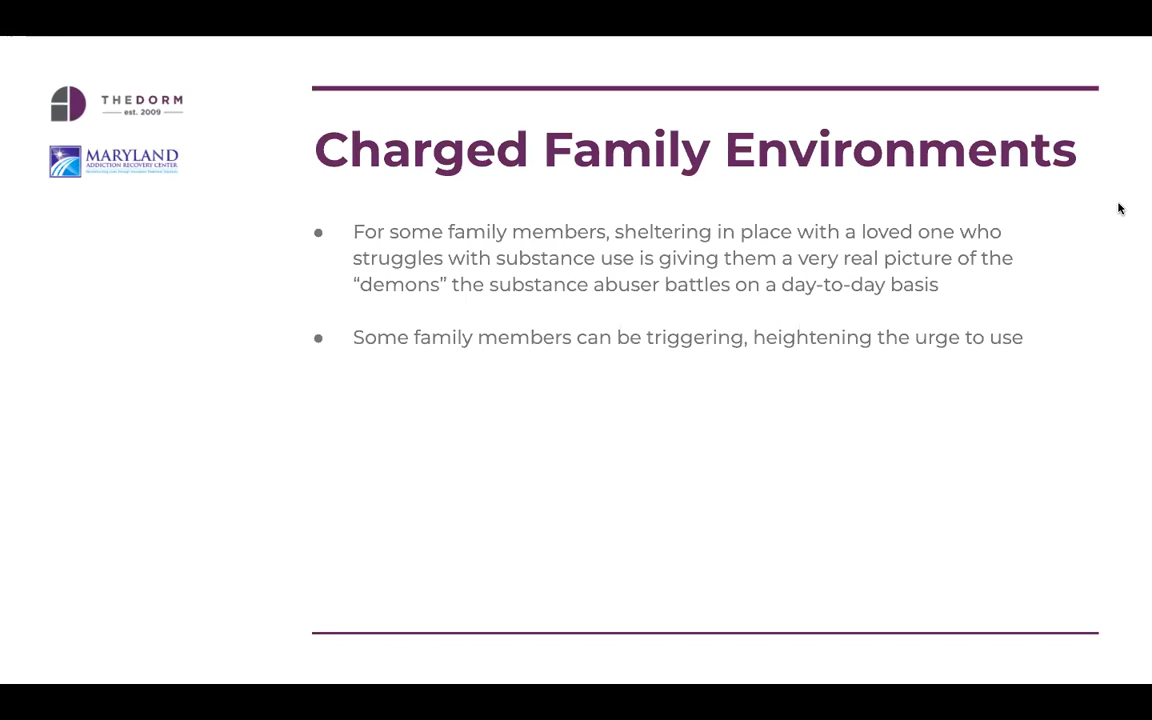 THEDORM
est. 2009
MARYLAND
ADDICTION RECOVERY CENTER
Charged Family Environments
● For some family members, sheltering in place with a loved one who
struggles with substance use is giving them a very real picture of the
“demons” the substance abuser battles on a day-to-day basis
● Some family members can be triggering, heightening the urge to use